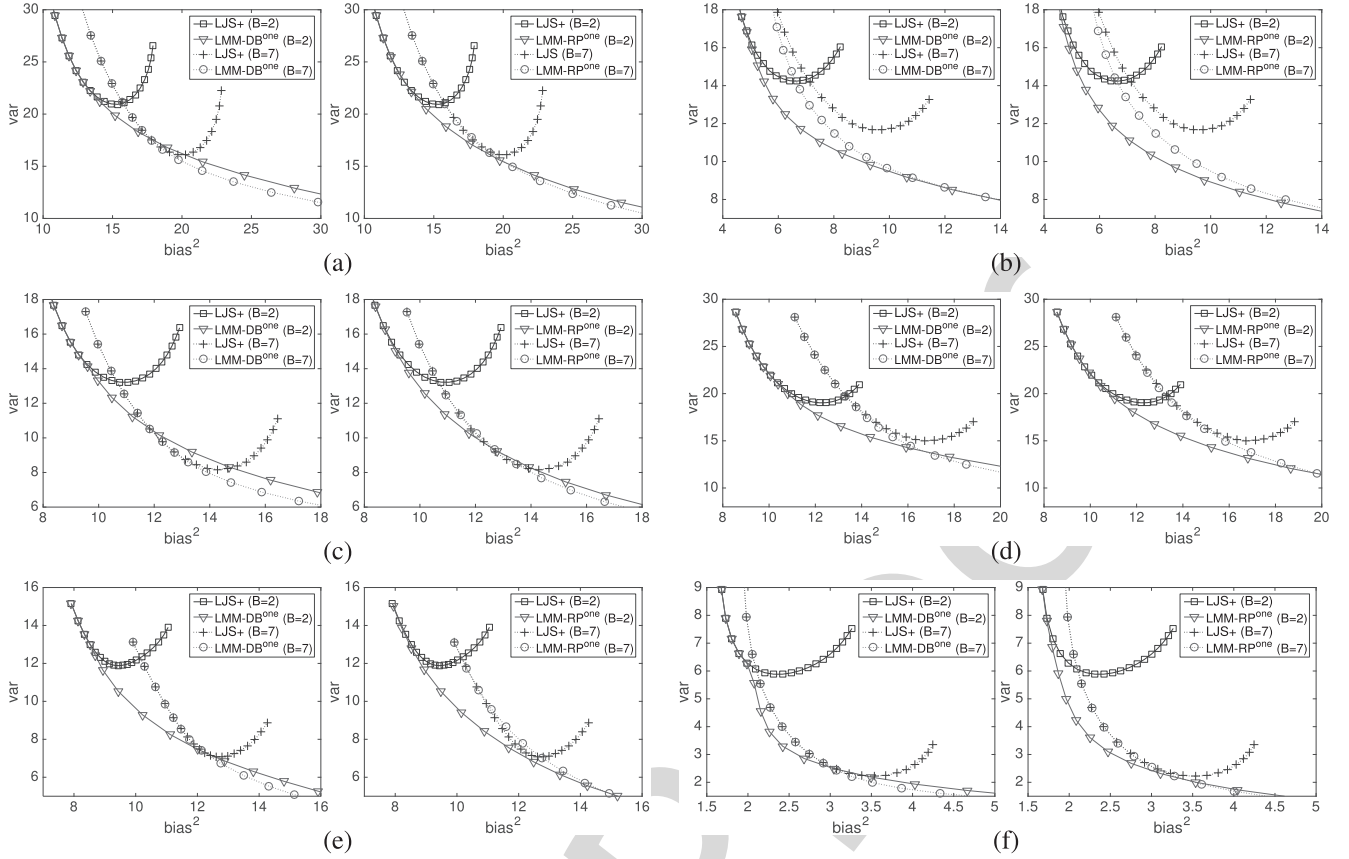 30
25
20
15
10
var
LJS+ (B=2)
LMM-DBone (B=2)
LJS+ (B=7)
LMM-DBone (B=7)
10 15 20 25 30
bias2
30
25
20
15
10
LJS+ (B=2)
LMM-RPone (B=2)
LJS (B=7)
LMM-RPone (B=7)
10 15 20 25 30
bias2
(a)
18
16
14
12
10
8
var
LJS+ (B=2)
LMM-DBone (B=2)
LJS+ (B=7)
LMM-DBone (B=7)
4 6 8 10 12 14
bias2
18
16
14
12
10
8
LJS+ (B=2)
LMM-RPone (B=2)
LJS+ (B=7)
LMM-RPone (B=7)
4 6 8 10 12 14
bias2
(b)
18
16
14
12
10
8
6
var
LJS+ (B=2)
LMM-DBone (B=2)
LJS+ (B=7)
LMM-RPone (B=7)
8 10 12 14 16 18
bias2
18
16
14
12
10
8
6
LJS+ (B=2)
LMM-RPone (B=2)
LJS+ (B=7)
LMM-RPone (B=7)
8 10 12 14 16 18
bias2
(c)
30
25
20
15
10
var
LJS+ (B=2)
LMM-DBone (B=2)
LJS+ (B=7)
LMM-DBone (B=7)
8 10 12 14 16 18 20
bias2
30
25
20
15
10
LJS+ (B=2)
LMM-RPone (B=2)
LJS+ (B=7)
LMM-RPone (B=7)
8 10 12 14 16 18 20
bias2
(d)
16
14
12
10
8
6
var
LJS+ (B=2)
LMM-DBone (B=2)
LJS+ (B=7)
LMM-DBone (B=7)
8 10 12 14 16
bias2
16
14
12
10
8
6
LJS+ (B=2)
LMM-RPone (B=2)
LJS+ (B=7)
LMM-RPone (B=7)
8 10 12 14 16
bias2
(e)
9
8
7
6
5
4
3
2
var
LJS+ (B=2)
LMM-DBone (B=2)
LJS+ (B=7)
LMM-DBone (B=7)
1.5 2 2.5 3 3.5 4 4.5 5
bias2
9
8
7
6
5
4
3
2
LJS+ (B=2)
LMM-RPone (B=2)
LJS+ (B=7)
LMM-RPone (B=7)
1.5 2 2.5 3 3.5 4 4.5 5
bias2
(f)